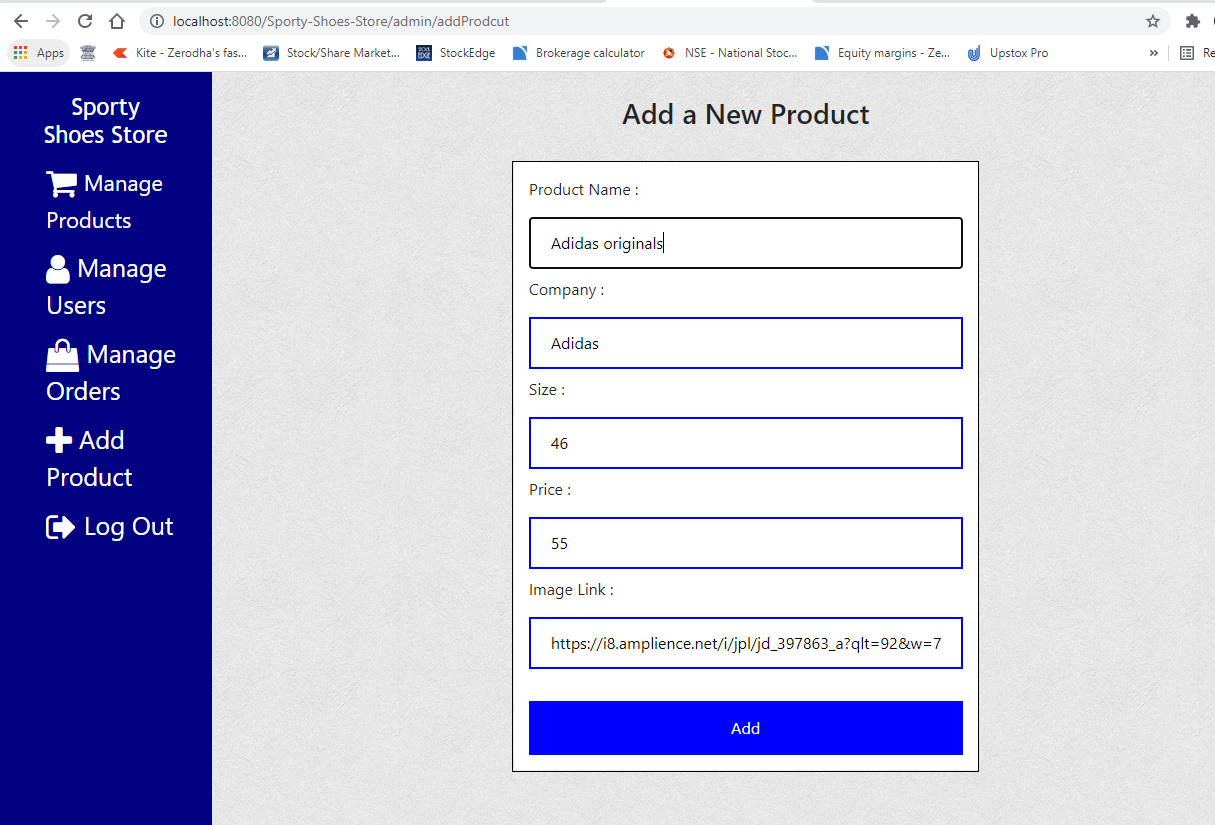 localhost:8080/Sporty-Shoes-Store/admin/addProdcut
Apps Kite - Zerodha's fas... Stock/Share Market... StockEdge Brokerage calculator NSE - National Stoc... Equity margins - Ze... Upstox Pro » Re
Sporty
Shoes Store
Manage
Products
Manage
Users
Manage
Orders
Add
Product
Log Out
Add a New Product
Product Name :
Adidas originals
Company :
Adidas
Size :
46
Price :
55
Image Link :
https://i8.amplience.net/i/jpl/jd_397863_a?qlt=92&w=7
Add